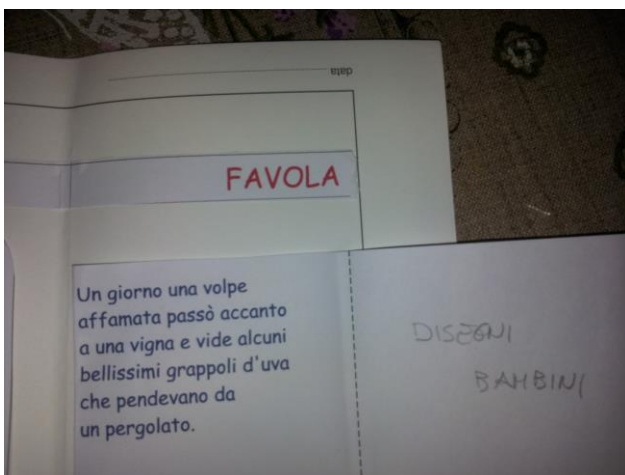 data
FAVOLA
Un giorno una volpe
affamata passò accanto
a una vigna e vide alcuni
bellissimi grappoli d'uva
che pendevano da
un pergolato.
DISEGNI
BAMBINI